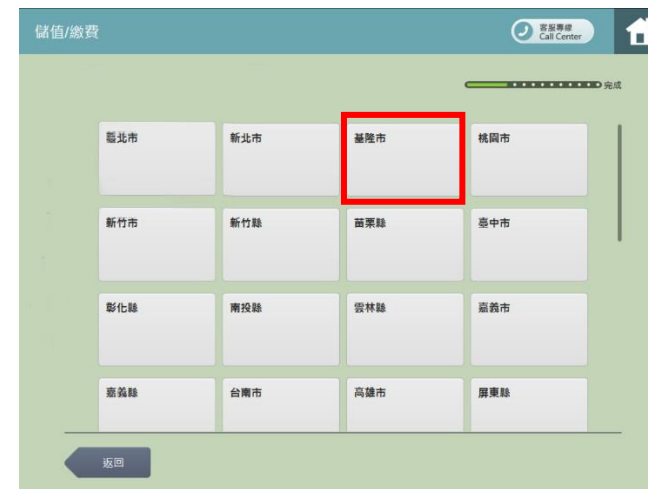 儲值/繳費
客服專線
Call Center
完成
臺北市
新北市
基隆市
桃園市
新竹市
新竹縣
苗栗縣
臺中市
彰化縣
南投縣
雲林縣
嘉義市
嘉義縣
台南市
高雄市
屏東縣
返回